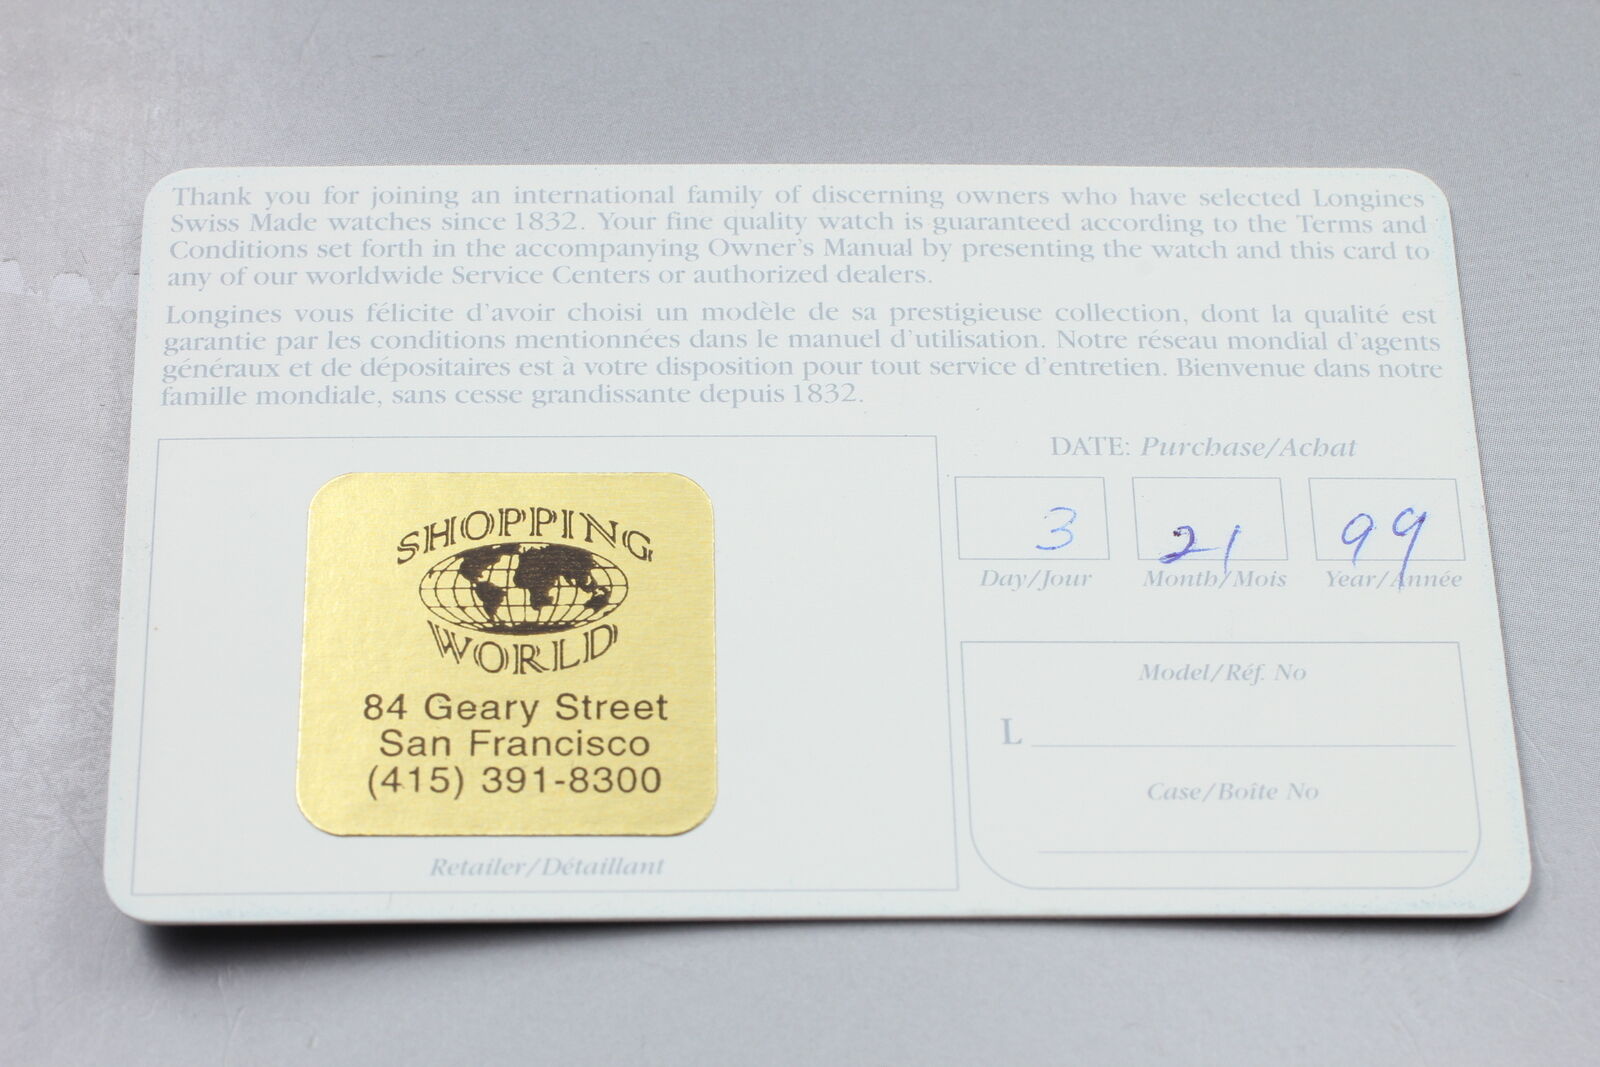 Thank you for joining an international family of discerning owners who have selected Longines
Swiss Made watches since 1832. Your fine quality watch is guaranteed according to the Terms and
Conditions set forth in the accompanying Owner's Manual by presenting the watch and this card to
any of our worldwide Service Centers or authorized dealers.
Longines vous félicite d'avoir choisi un modèle de sa prestigieuse collection, dont la qualité est
garantie par les conditions mentionnées dans le manuel d'utilisation. Notre réseau mondial d'agents
généraux et de dépositaires est à votre disposition pour tout service d'entretien. Bienvenue dans notre
famille mondiale, sans cesse grandissante depuis 1832.
SHOPPING
WORLD
84 Geary Street
San Francisco
(415) 391-8300
Retailer/Détaillant
DATE: Purchase/Achat
3 21 99
Day/Jour Month/Mois Year/Année
Model/Réf. No
L
Case/Boîte No